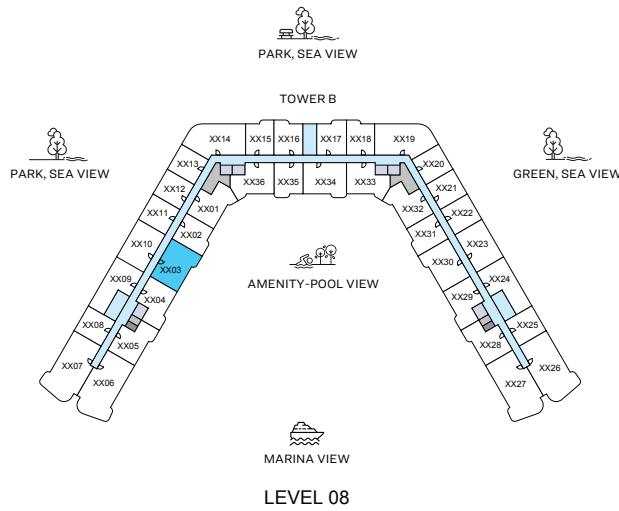 PARK, SEA VIEW
TOWER B
PARK, SEA VIEW
GREEN, SEA VIEW
XX14
XX15
XX16
XX17
XX18
XX19
XX13
XX20
XX12
XX36
XX35
XX34
XX33
XX21
XX11
XX01
XX32
XX22
XX10
XX02
XX31
XX23
XX03
XX30
XX09
XX24
AMENITY-POOL VIEW
XX04
XX29
XX08
XX25
XX05
XX28
XX07
XX26
XX06
XX27
MARINA VIEW
LEVEL 08